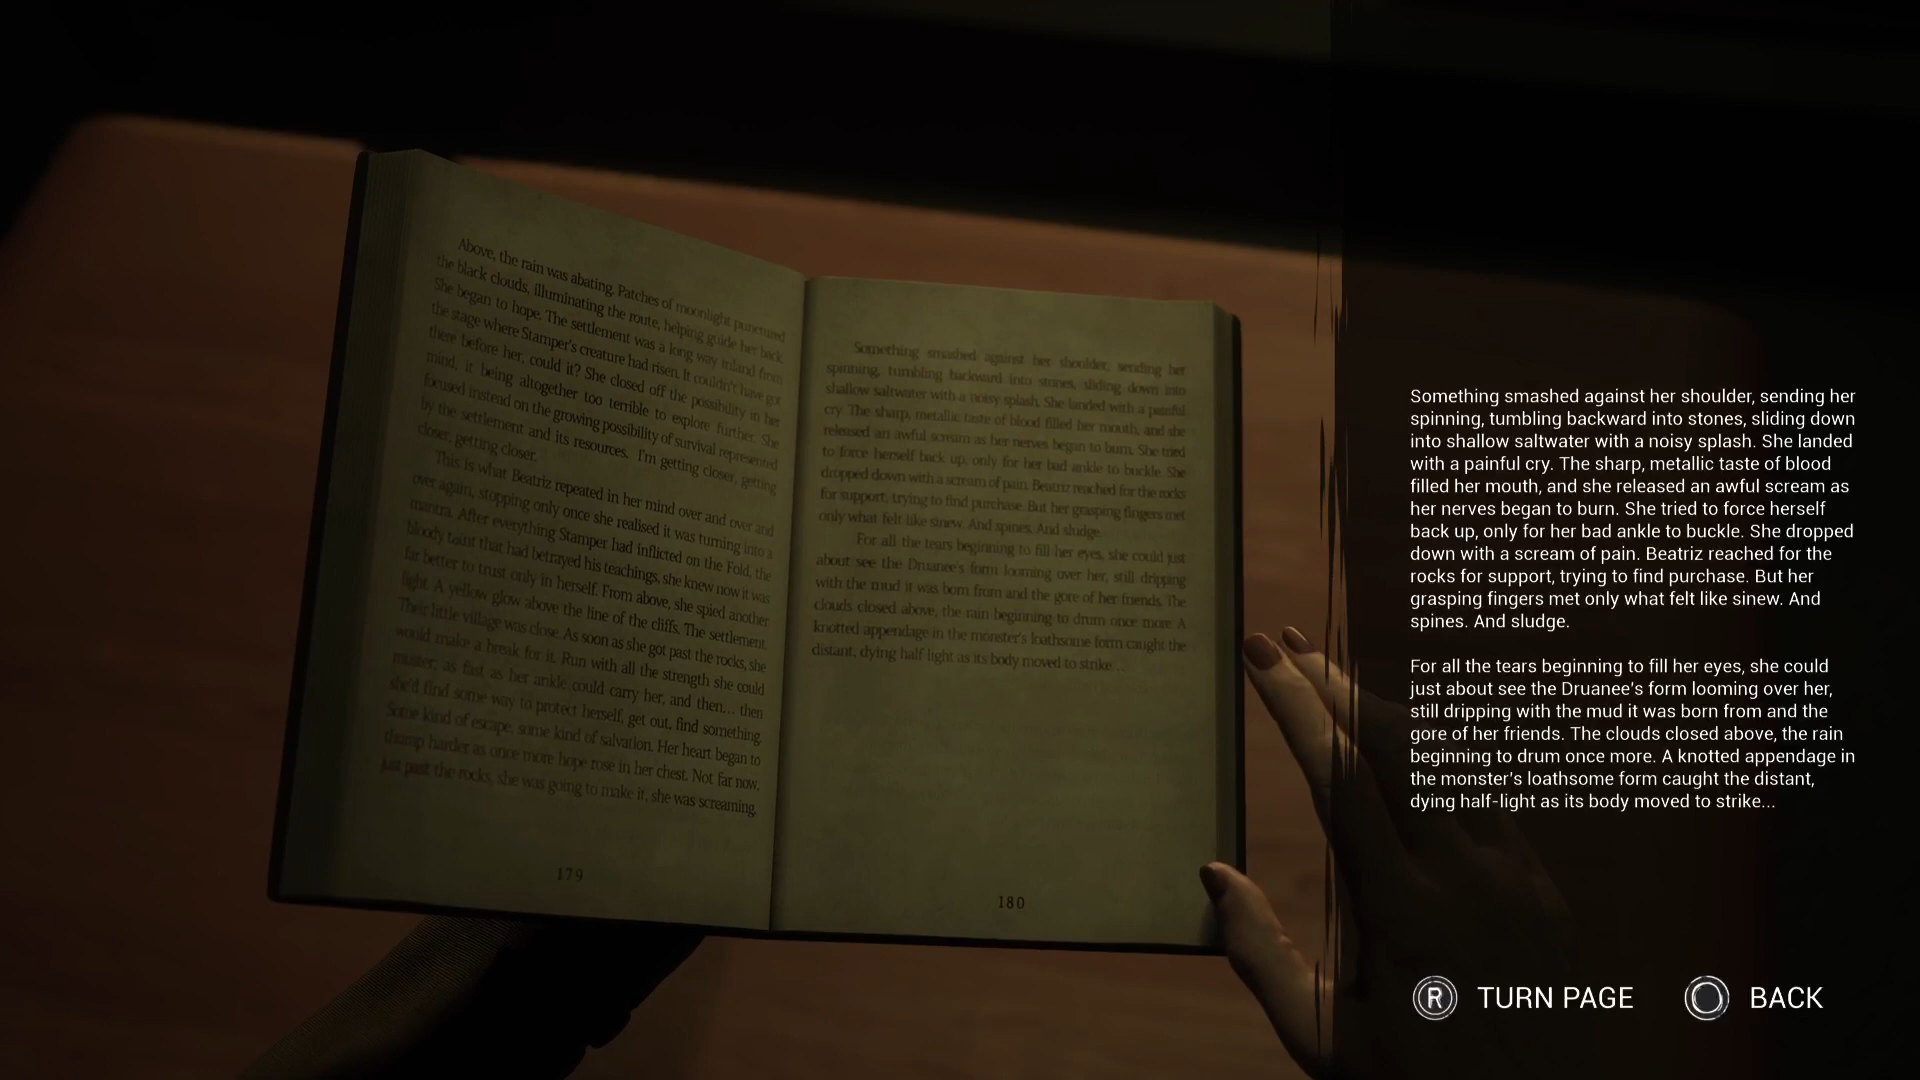 Above, the rain was abating. Patches of moonlight punctured
the black clouds, illuminating the route, helping guide her back.
She began to hope. The settlement was a long way inland from
the stage where Stamper's creature had risen. It couldn't have got
there before her, could it? She closed off the possibility in her
mind, it being altogether too terrible to explore further. She
focused instead on the growing possibility of survival represented
by the settlement and its resources. I'm getting closer, getting
closer, getting closer.
This is what Beatriz repeated in her mind over and over and
over again, stopping only once she realised it was turning into a
mantra. After everything Stamper had inflicted on the Fold, the
bloody taint that had betrayed his teachings, she knew now it was
far better to trust only in herself. From above, she spied another
light. A yellow glow above the line of the cliffs. The settlement.
Their little village was close. As soon as she got past the rocks, she
would make a break for it. Run with all the strength she could
muster, as fast as her ankle could carry her, and then... then
she'd find some way to protect herself, get out, find something.
Some kind of escape, some kind of salvation. Her heart began to
thump harder as once more hope rose in her chest. Not far now,
just past the rocks, she was going to make it, she was screaming,
179
Something smashed against her shoulder, sending her
spinning, tumbling backward into stones, sliding down into
shallow saltwater with a noisy splash. She landed with a painful
cry. The sharp, metallic taste of blood filled her mouth, and she
released an awful scream as her nerves began to burn. She tried
to force herself back up, only for her bad ankle to buckle. She
dropped down with a scream of pain. Beatriz reached for the rocks
for support, trying to find purchase. But her grasping fingers met
only what felt like sinew. And spines. And sludge.
For all the tears beginning to fill her eyes, she could just
about see the Druanee's form looming over her, still dripping
with the mud it was born from and the gore of her friends. The
clouds closed above, the rain beginning to drum once more. A
knotted appendage in the monster's loathsome form caught the
distant, dying half-light as its body moved to strike...
180
Something smashed against her shoulder, sending her
spinning, tumbling backward into stones, sliding down
into shallow saltwater with a noisy splash. She landed
with a painful cry. The sharp, metallic taste of blood
filled her mouth, and she released an awful scream as
her nerves began to burn. She tried to force herself
back up, only for her bad ankle to buckle. She dropped
down with a scream of pain. Beatriz reached for the
rocks for support, trying to find purchase. But her
grasping fingers met only what felt like sinew. And
spines. And sludge.
For all the tears beginning to fill her eyes, she could
just about see the Druanee's form looming over her,
still dripping with the mud it was born from and the
gore of her friends. The clouds closed above, the rain
beginning to drum once more. A knotted appendage in
the monster's loathsome form caught the distant,
dying half-light as its body moved to strike...
R TURN PAGE
BACK